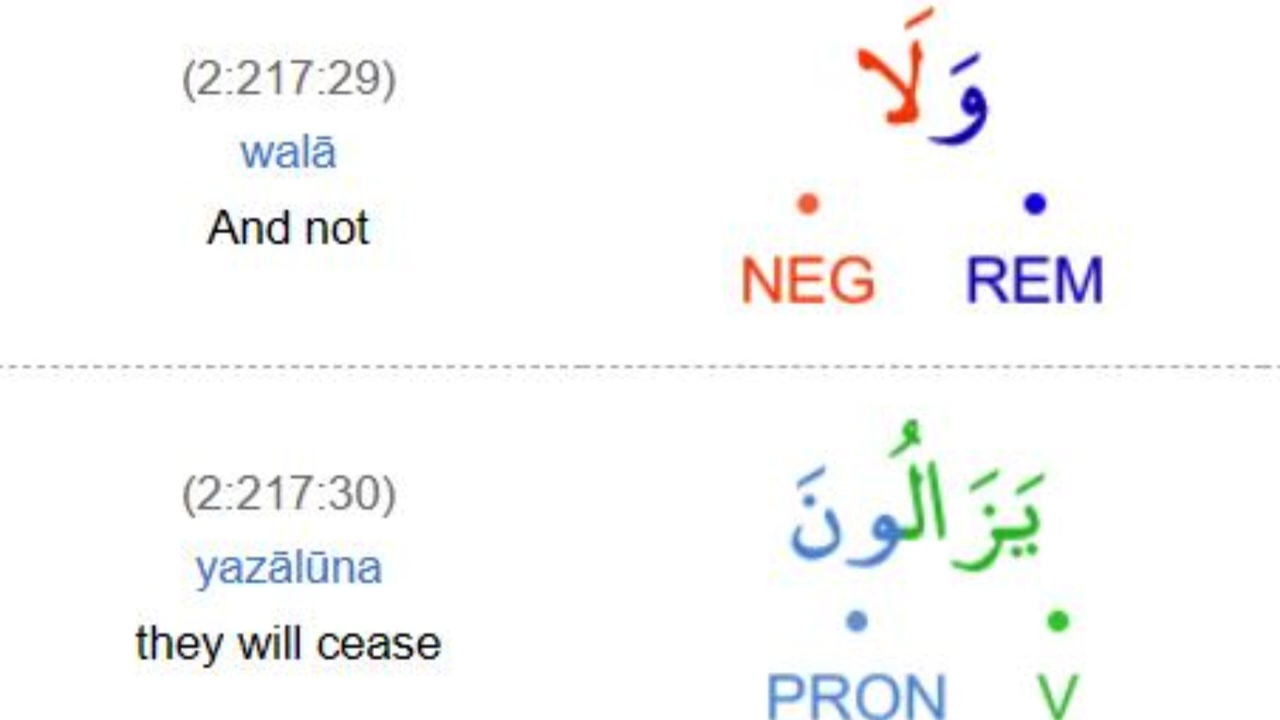 (2:217:29)
walā
And not
وَلَا
NEG REM
(2:217:30)
yazālūna
they will cease
يَزَالُونَ
PRON V